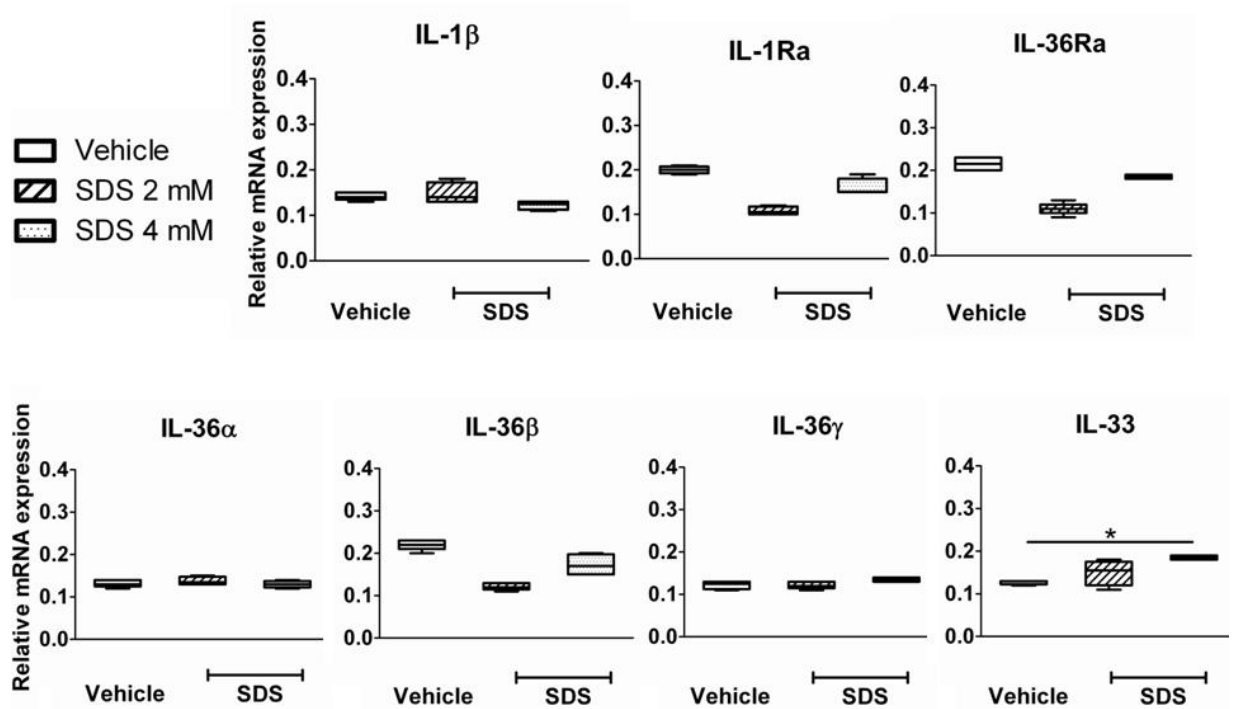 IL-1β
IL-1Ra
IL-36Ra
Relative mRNA expression
0.4
0.3
0.2
0.1
0.0
0.4
0.3
0.2
0.1
0.0
0.4
0.3
0.2
0.1
0.0
Vehicle
SDS 2 mM
SDS 4 mM
Vehicle
SDS
Vehicle
SDS
Vehicle
SDS
IL-36α
IL-36β
IL-36γ
IL-33
Relative mRNA expression
0.4
0.3
0.2
0.1
0.0
0.4
0.3
0.2
0.1
0.0
0.4
0.3
0.2
0.1
0.0
0.4
0.3
0.2
0.1
0.0
*
Vehicle
SDS
Vehicle
SDS
Vehicle
SDS
Vehicle
SDS